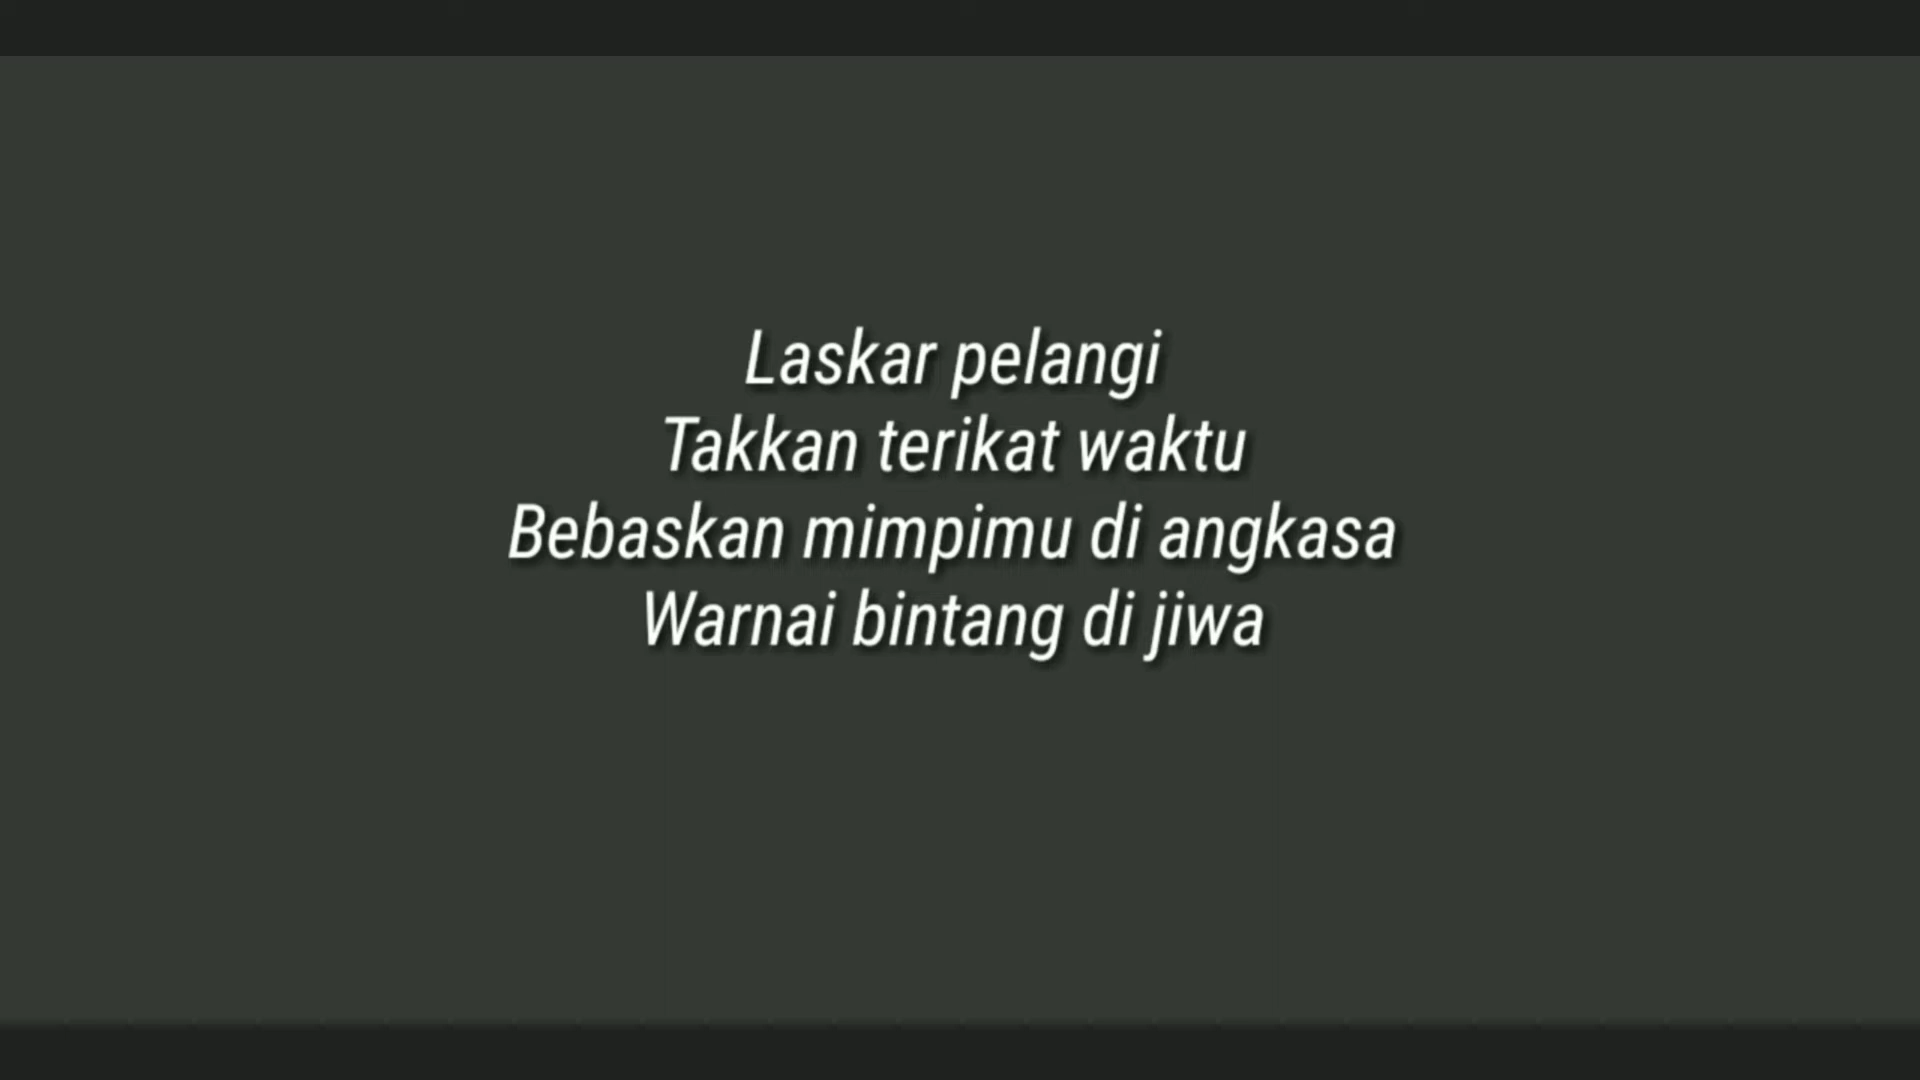 Laskar pelangi
Takkan terikat waktu
Bebaskan mimpimu di angkasa
Warnai bintang di jiwa